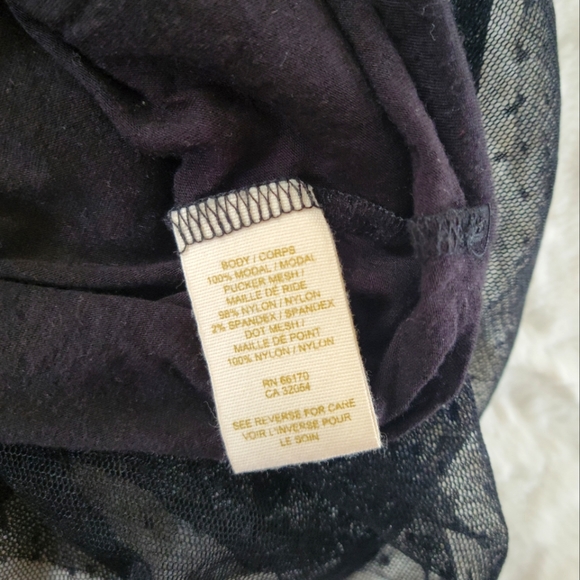 BODY / CORPS
100% MODAL / MODAL
PUCKER MESH /
MAILLE DE RIDE
98% NYLON / NYLON
2% SPANDEX / SPANDEX
DOT MESH /
MAILLE DE POINT
100% NYLON / NYLON
RN 66170
CA 32054
SEE REVERSE FOR CARE
VOIR L'INVERSE POUR
LE SOIN